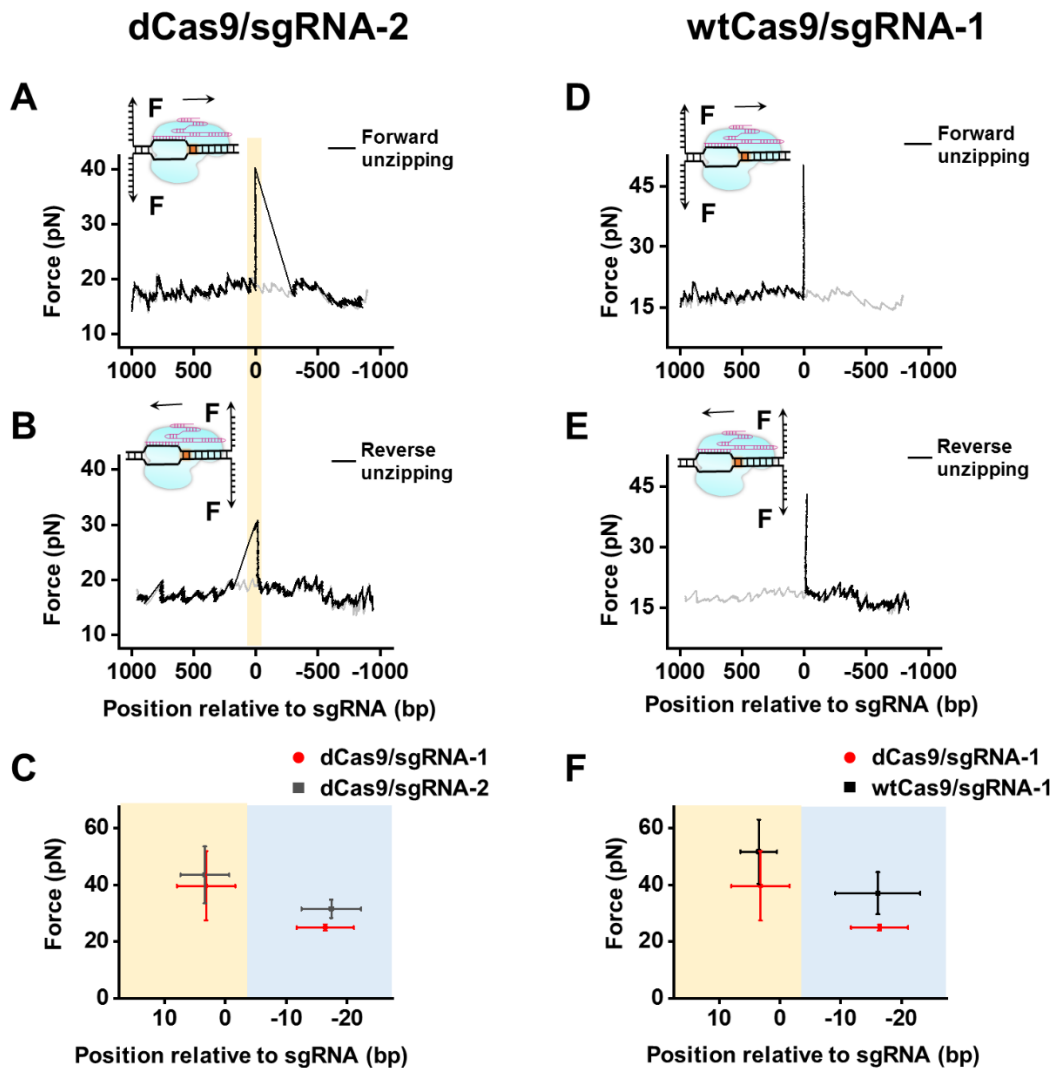 dCas9/sgRNA-2
wtCas9/sgRNA-1
A
F
F
Forward
unzipping
40
30
20
10
Force (pN)
1000 500 0 -500 -1000
B
F
F
Reverse
unzipping
40
30
20
10
Force (pN)
1000 500 0 -500 -1000
Position relative to sgRNA (bp)
C
dCas9/sgRNA-1
dCas9/sgRNA-2
60
40
20
0
Force (pN)
10 0 -10 -20
Position relative to sgRNA (bp)
D
F
F
Forward
unzipping
45
30
15
Force (pN)
1000 500 0 -500 -1000
E
F
F
Reverse
unzipping
45
30
15
Force (pN)
1000 500 0 -500 -1000
Position relative to sgRNA (bp)
F
dCas9/sgRNA-1
wtCas9/sgRNA-1
60
40
20
0
Force (pN)
10 0 -10 -20
Position relative to sgRNA (bp)